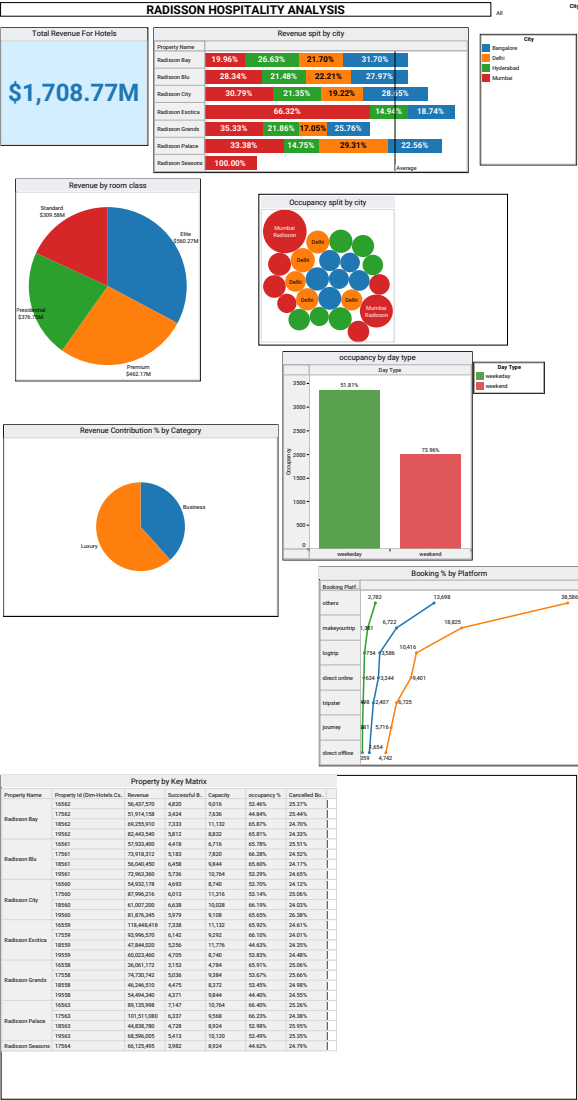 RADISSON HOSPITALITY ANALYSIS
All
City
Total Revenue For Hotels
$1,708.77M
Revenue spit by city
Property Name
Radisson Bay 19.96% 26.63% 21.70% 31.70%
Radisson Blu 28.34% 21.48% 22.21% 27.97%
Radisson City 30.79% 21.35% 19.22% 28.65%
Radisson Exotica 66.32% 14.94% 18.74%
Radisson Grands 35.33% 21.86% 17.05% 25.76%
Radisson Palace 33.38% 14.75% 29.31% 22.56%
Radisson Seasons 100.00%
Average
City
Bangalore
Delhi
Hyderabad
Mumbai
Revenue by room class
Standard
$309.58M
Elite
$560.27M
Presidential
$376.75M
Premium
$462.17M
Occupancy split by city
Mumbai
Radisson
Delhi
Delhi
Delhi
Delhi
Delhi
Mumbai
Radisson
occupancy by day type
Day Type
Occupancy
3500
51.81%
3000
2500
73.96%
2000
1500
1000
500
0
weekeday
weekend
Day Type
weekeday
weekend
Revenue Contribution % by Category
Business
Luxury
Booking % by Platform
Booking Platf..
others 2,782 13,698 38,586
makeyourtrip 6,722 18,825
logtrip 754 3,586 10,416
direct online 634 3,344 9,401
tripster 2,407 6,725
journey 5,716
direct offline 359 1,654 4,742
Property by Key Matrix
Property Name Property Id (Dim-Hotels.Cs.. Revenue Successful B.. Capacity occupancy % Cancelled Bo..
Radisson Bay 16562 56,437,570 4,820 9,016 53.46% 25.27%
17562 51,914,158 3,424 7,636 44.84% 25.44%
18562 69,255,910 7,333 11,132 65.87% 24.70%
19562 82,443,540 5,812 8,832 65.81% 24.33%
Radisson Blu 16561 57,933,400 4,418 6,716 65.78% 25.51%
17561 73,918,312 5,183 7,820 66.28% 24.52%
18561 56,040,450 6,458 9,844 65.60% 24.17%
19561 72,963,360 5,736 10,764 53.29% 24.65%
Radisson City 16560 54,932,178 4,693 8,740 53.70% 24.12%
17560 87,996,216 6,013 11,316 53.14% 25.06%
18560 61,007,200 6,638 10,028 66.19% 24.03%
19560 81,876,345 5,979 9,108 65.65% 26.38%
Radisson Exotica 16559 118,448,418 7,338 11,132 65.92% 24.61%
17559 93,970,556 6,142 9,292 66.10% 24.01%
18559 47,844,020 5,256 11,776 44.63% 24.35%
19559 60,023,460 4,705 8,740 53.83% 24.48%
Radisson Grands 16558 36,061,172 3,153 4,784 65.91% 25.06%
17558 74,730,742 5,036 9,384 53.67% 25.66%
18558 46,246,510 4,475 8,372 53.45% 24.98%
19558 54,494,340 4,371 9,844 44.40% 24.55%
Radisson Palace 16563 89,135,998 7,147 10,764 66.40% 25.26%
17563 101,511,080 6,337 9,568 66.23% 24.38%
18563 44,838,780 4,728 8,924 52.98% 25.95%
19563 68,596,005 5,413 10,120 53.49% 25.35%
Radisson Seasons 17564 66,125,495 3,982 8,924 44.62% 24.79%